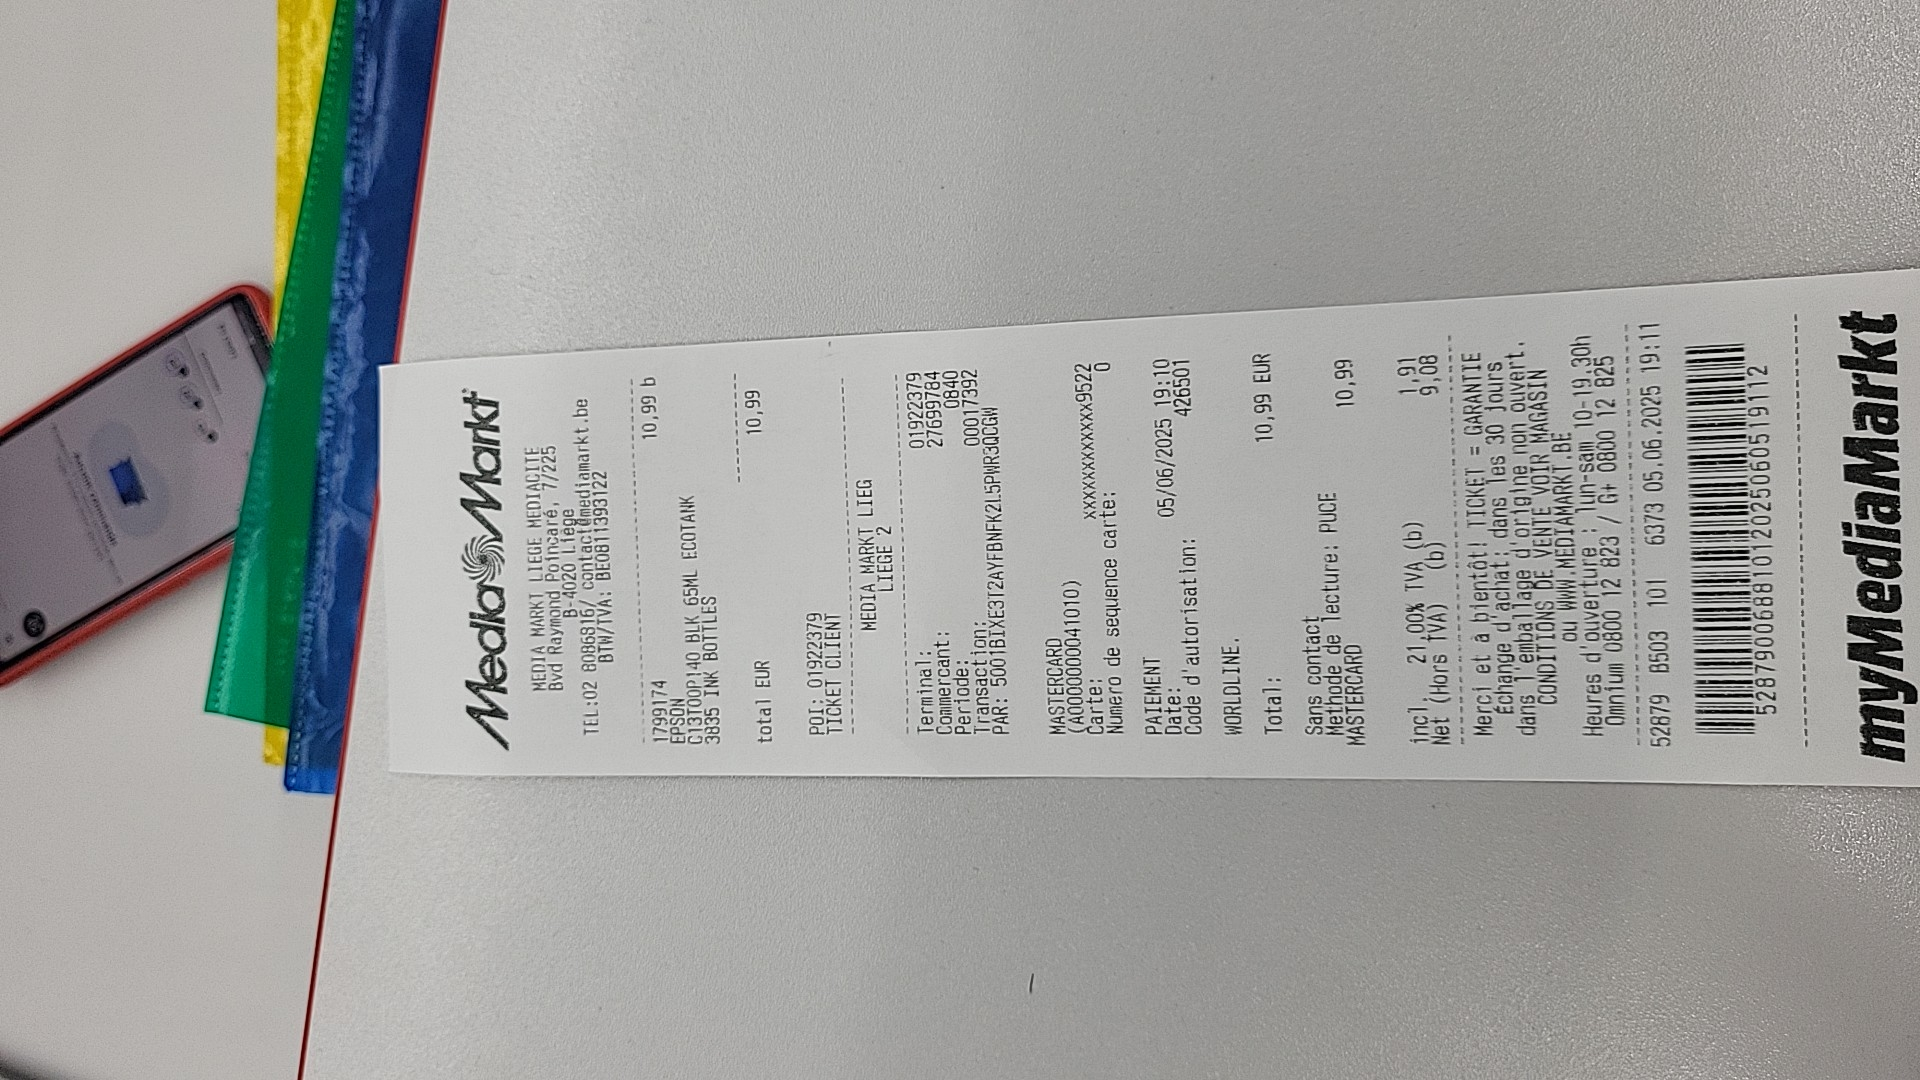 MediaMarkt
MEDIA MARKT LIEGE MEDIACITE
Bvd Raymond Poincaré, 7/225
B-4020 Liège
TEL:02 8086816/ contact@mediamarkt.be
BTW/TVA: BE0811393122
1799174 10,99 b
EPSON
C13T00P140 BLK 65ML ECOTANK
3835 INK BOTTLES
total EUR 10,99
POI: 01922379
TICKET CLIENT
MEDIA MARKT LIEG
LIEGE 2
Terminal: 01922379
Commercant: 27699784
Periode: 0840
Transaction: 00017392
PAR: 5001BIXE3I2AYFBNFK2L5PWR3QCGW
MASTERCARD
(A0000000041010)
Carte: xxxxxxxxxxxx9522
Numero de sequence carte: 0
PAIEMENT
Date: 05/06/2025 19:10
Code d'autorisation: 426501
WORLDLINE.
Total: 10,99 EUR
Sans contact
Méthode de lecture: PUCE
MASTERCARD 10,99
incl. 21,00% TVA (b) 1,91
Net (Hors TVA) (b) 9,08
Merci et à bientôt! TICKET = GARANTIE
Échange d'achat: dans les 30 jours
dans l'emballage d'origine non ouvert.
CONDITIONS DE VENTE VOIR MAGASIN
ou WWW.MEDIAMARKT.BE
Heures d'ouverture : lun-sam 10-19.30h
Omnium 0800 12 823 / G+ 0800 12 825
52879 B503 101 6373 05.06.2025 19:11
52879006881012025060519112
myMediaMarkt